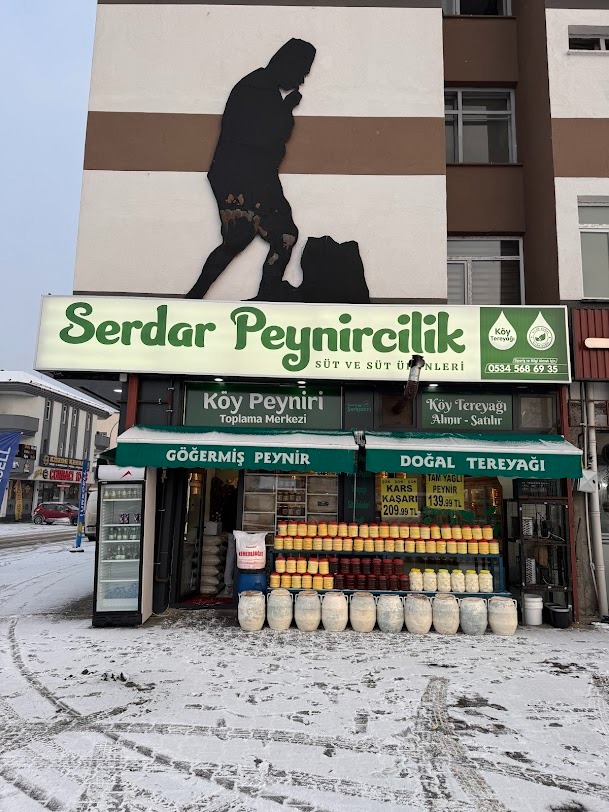 Serdar Peynircilik
SÜT VE SÜT ÜRÜNLERİ
Köy
Tereyağı
0534 568 69 35
Köy Peyniri
Toplama Merkezi
Köy Tereyağı
Alınır - Satılır
GÖĞERMİŞ PEYNİR
DOĞAL TEREYAĞI
KARS
KAŞARI
209.99 TL
TAM YAĞLI
PEYNİR
139.99 TL